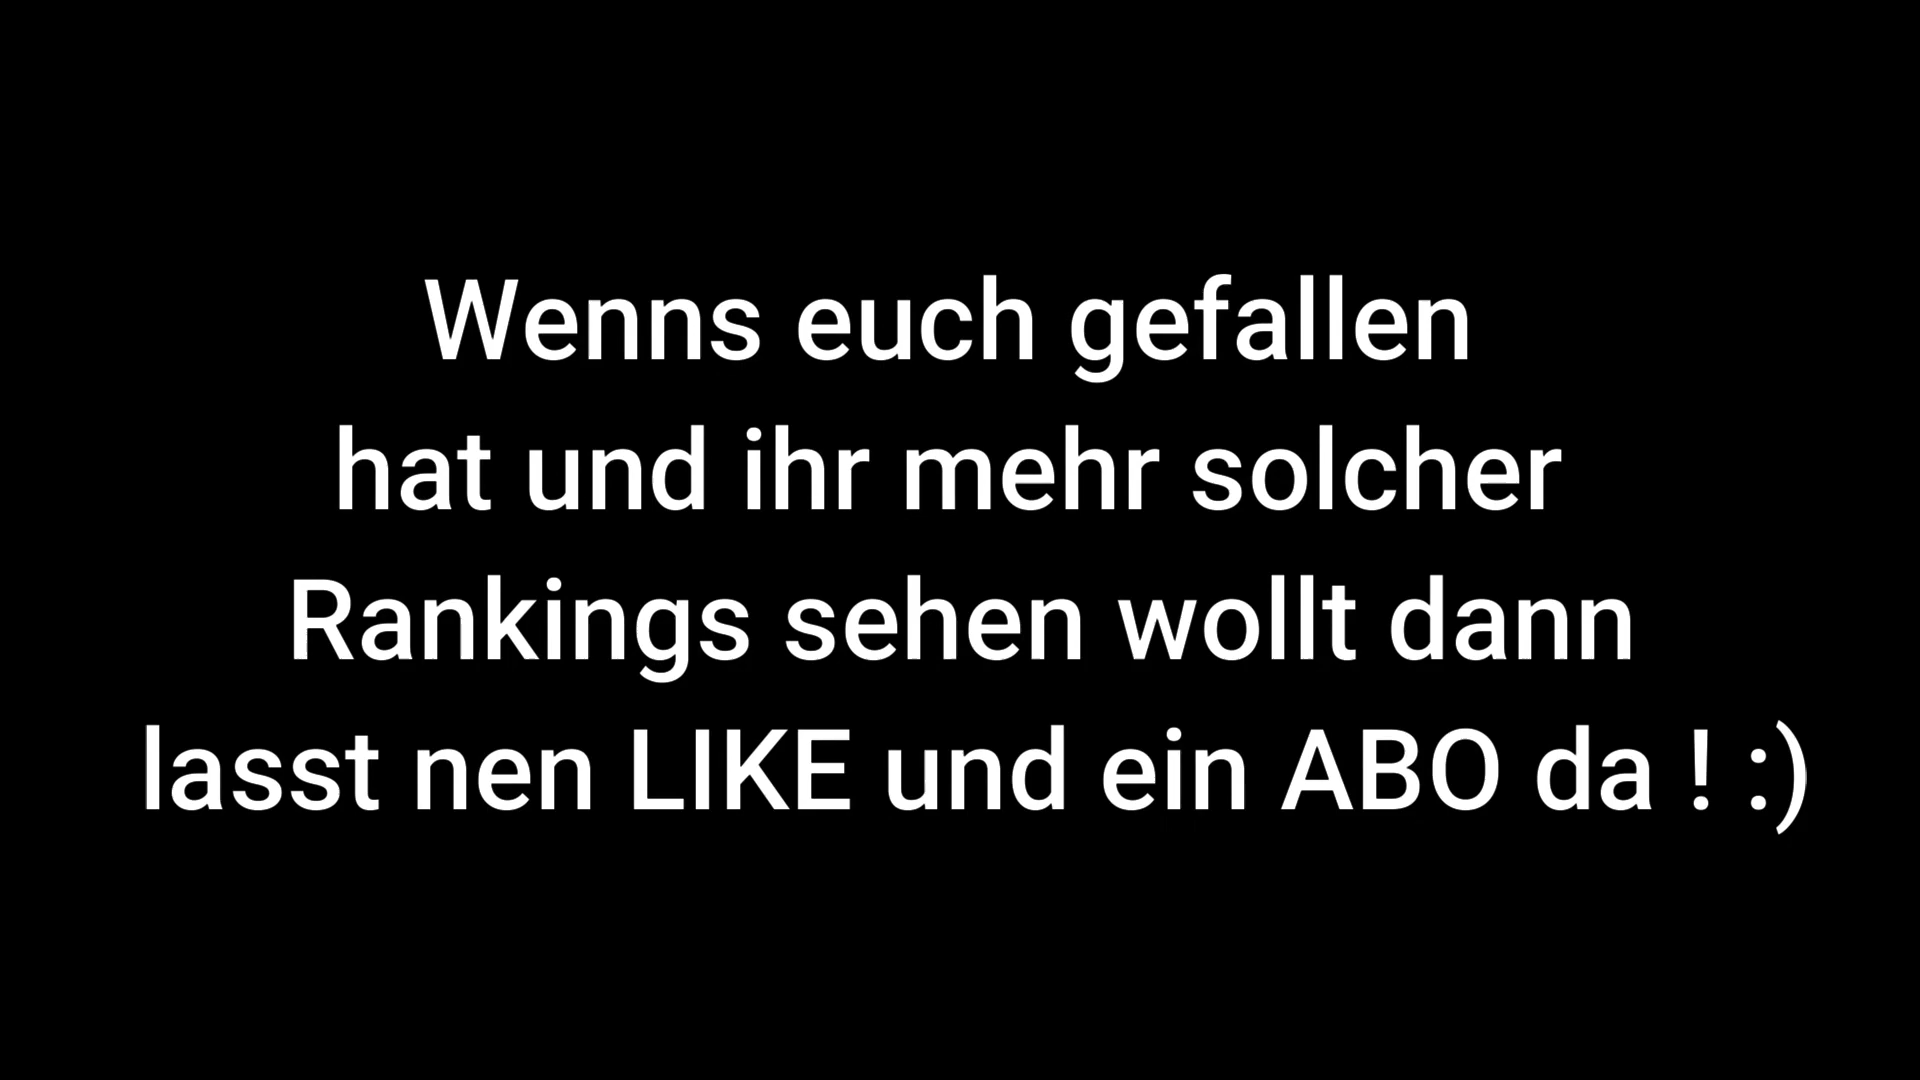 Wenns euch gefallen
hat und ihr mehr solcher
Rankings sehen wollt dann
lasst nen LIKE und ein ABO da ! :)